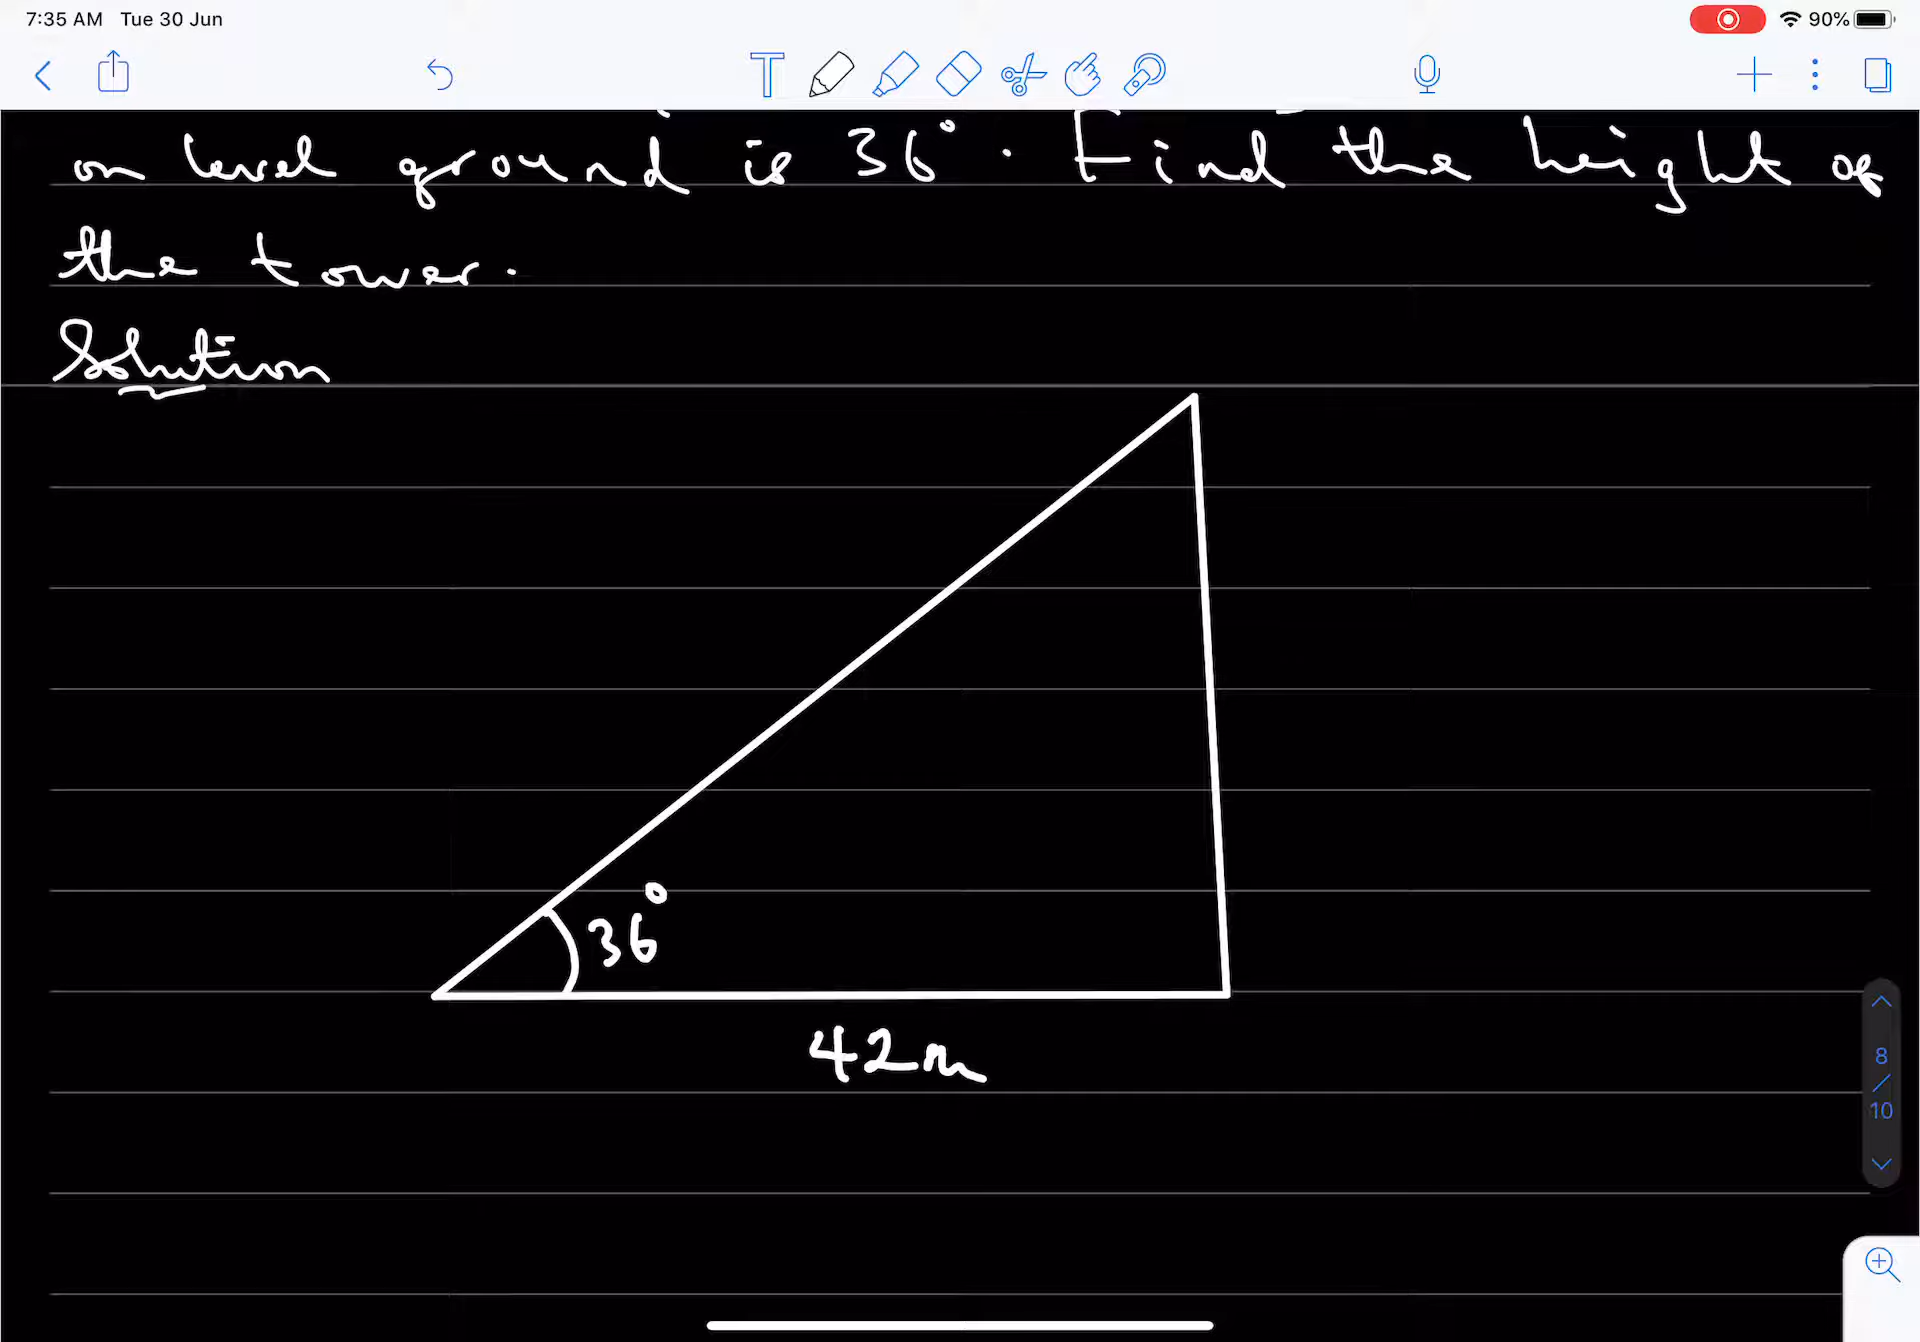 7:35 AM Tue 30 Jun
90%
T
on level ground is 36°. Find the height of
the tower.
Solution
36°
42m
8
/
10